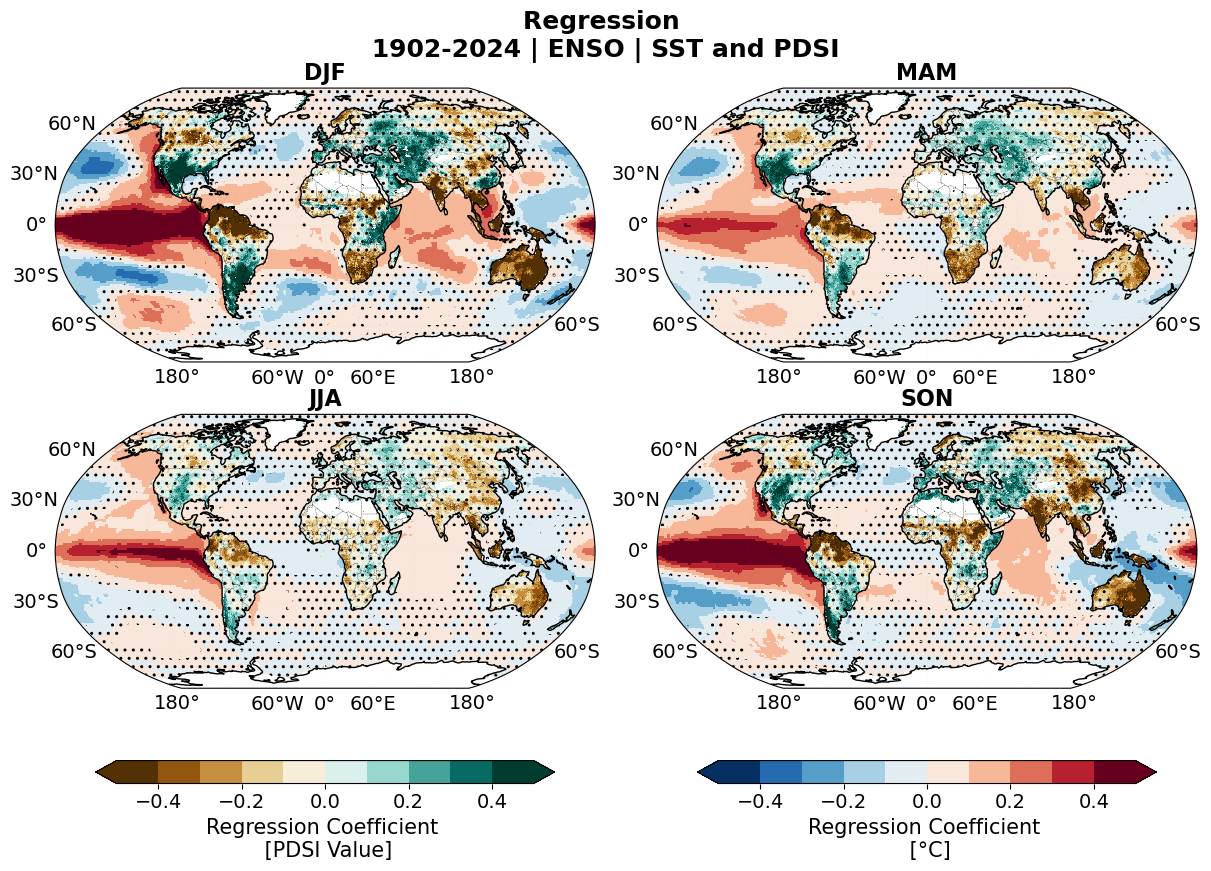 Regression
1902-2024 | ENSO | SST and PDSI
DJF
MAM
60°N
30°N
0°
30°S
60°S
60°S
180°
60°W
0°
60°E
180°
60°N
30°N
0°
30°S
60°S
60°S
180°
60°W
0°
60°E
180°
JJA
SON
60°N
30°N
0°
30°S
60°S
60°S
180°
60°W
0°
60°E
180°
60°N
30°N
0°
30°S
60°S
60°S
180°
60°W
0°
60°E
180°
−0.4 −0.2 0.0 0.2 0.4
Regression Coefficient
[PDSI Value]
−0.4 −0.2 0.0 0.2 0.4
Regression Coefficient
[°C]